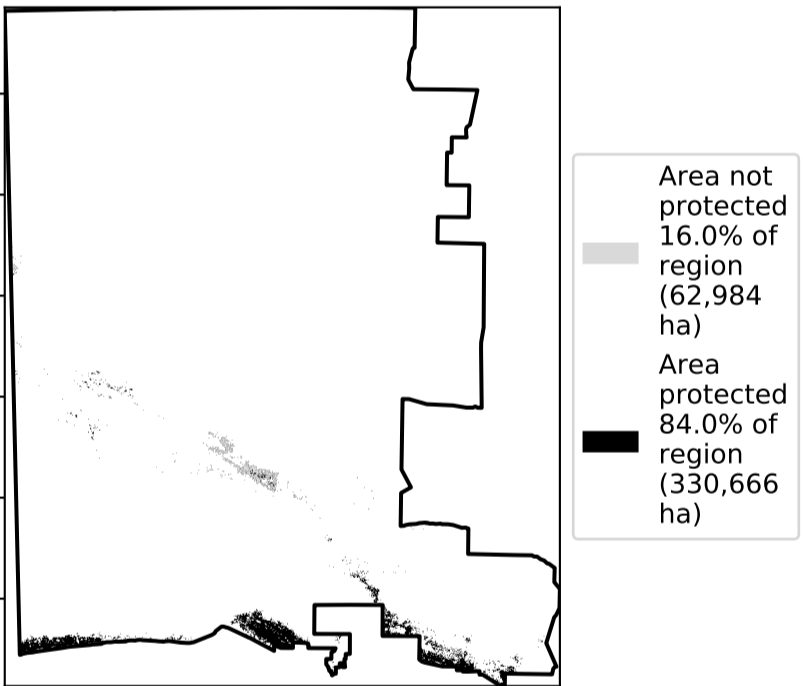 Area not
protected
16.0% of
region
(62,984
ha)
Area
protected
84.0% of
region
(330,666
ha)